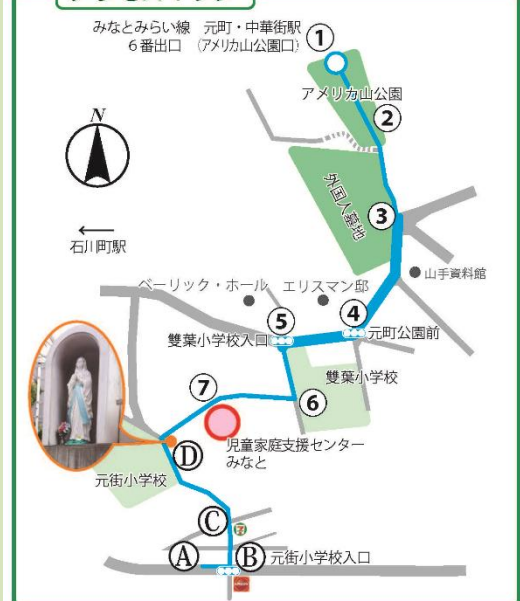 みなとみらい線 元町・中華街駅
6番出口 (アメリカ山公園口)
①
アメリカ山公園
②
N
外国人墓地
③
←
石川町駅
山手資料館
ベーリック・ホール
エリスマン邸
④
⑤
元町公園前
雙葉小学校入口
雙葉小学校
⑦
⑥
児童家庭支援センター
みなと
Ⓓ
元街小学校
Ⓒ
7
Ⓐ
Ⓑ
元街小学校入口